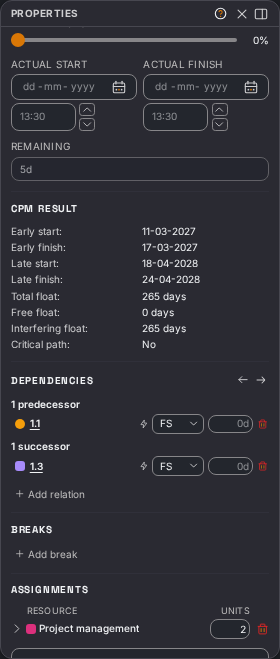 PROPERTIES
0%
ACTUAL START ACTUAL FINISH
dd-mm-yyyy dd-mm-yyyy
13:30 13:30
REMAINING
5d
CPM RESULT
Early start: 11-03-2027
Early finish: 17-03-2027
Late start: 18-04-2028
Late finish: 24-04-2028
Total float: 265 days
Free float: 0 days
Interfering float: 265 days
Critical path: No
DEPENDENCIES
1 predecessor
1.1 FS 0d
1 successor
1.3 FS 0d
+ Add relation
BREAKS
+ Add break
ASSIGNMENTS
RESOURCE UNITS
Project management 2